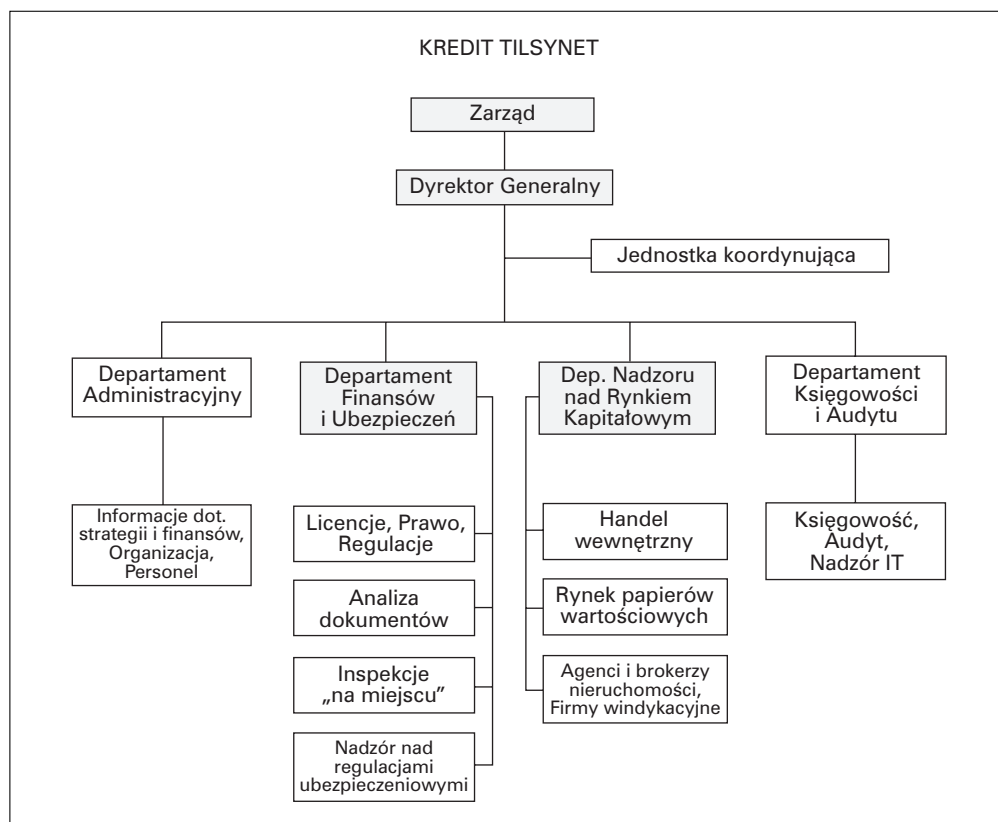 KREDIT TILSYNET
Zarząd
Dyrektor Generalny
Jednostka koordynująca
Departament
Administracyjny
Departament
Finansów
i Ubezpieczeń
Dep. Nadzoru
nad Rynkiem
Kapitałowym
Departament
Księgowości
i Audytu
Informacje dot.
strategii i finansów,
Organizacja,
Personel
Licencje, Prawo,
Regulacje
Analiza
dokumentów
Inspekcje
„na miejscu”
Nadzór nad
regulacjami
ubezpieczeniowymi
Handel
wewnętrzny
Rynek papierów
wartościowych
Agenci i brokerzy
nieruchomości,
Firmy windykacyjne
Księgowość,
Audyt,
Nadzór IT